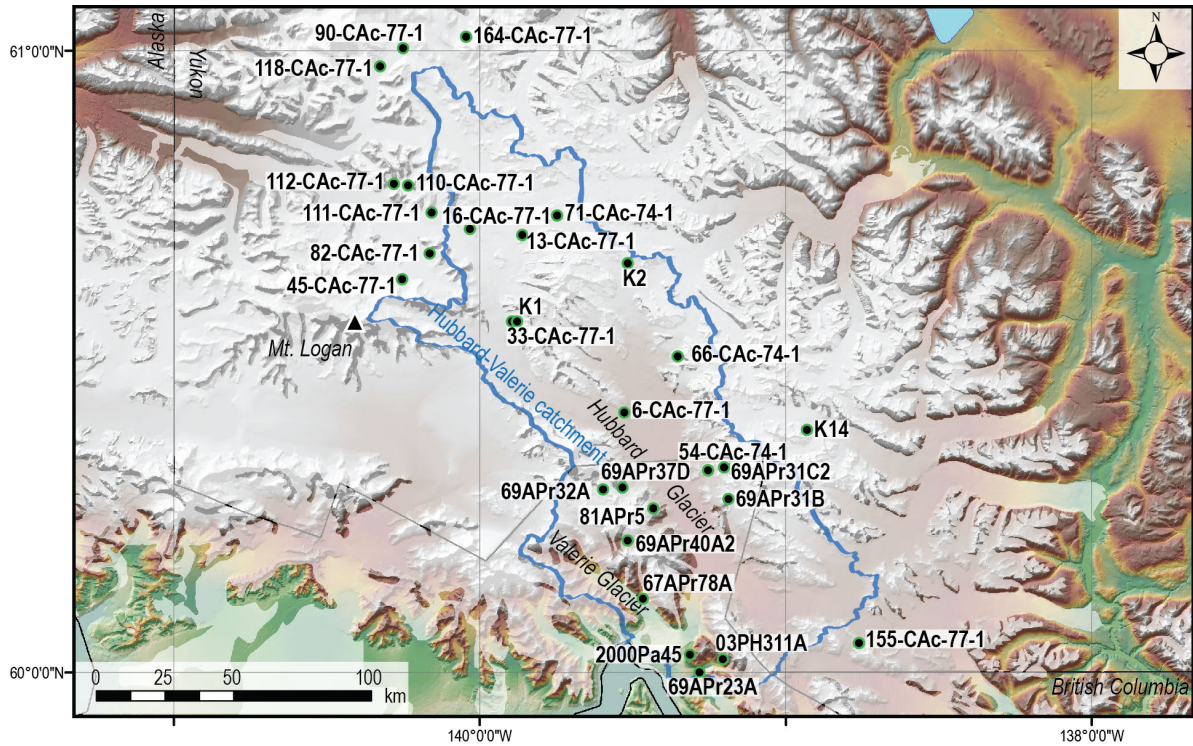 90-CAc-77-1
164-CAc-77-1
N
61°0'0"N
Alaska
Yukon
118-CAc-77-1
112-CAc-77-1
110-CAc-77-1
111-CAc-77-1
16-CAc-77-1
71-CAc-74-1
13-CAc-77-1
82-CAc-77-1
K2
45-CAc-77-1
K1
33-CAc-77-1
Mt. Logan
Hubbard-Valerie catchment
66-CAc-74-1
6-CAc-77-1
Hubbard
Glacier
K14
54-CAc-74-1
69APr37D
69APr31C2
69APr32A
69APr31B
81APr5
69APr40A2
Valerie Glacier
67APr78A
2000Pa45
03PH311A
155-CAc-77-1
60°0'0"N
69APr23A
British Columbia
0 25 50 100
km
140°0'0"W
138°0'0"W